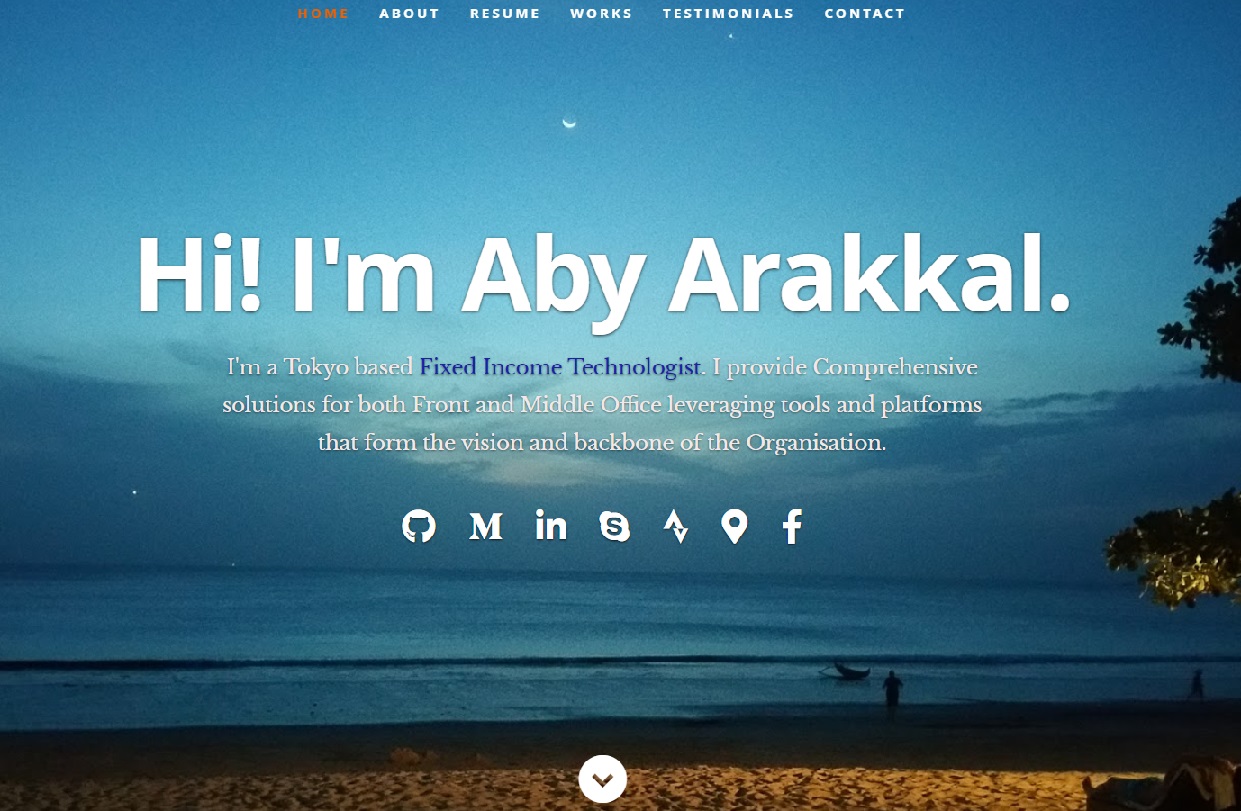 HOME ABOUT RESUME WORKS TESTIMONIALS CONTACT
Hi! I'm Aby Arakkal.
I'm a Tokyo based Fixed Income Technologist. I provide Comprehensive
solutions for both Front and Middle Office leveraging tools and platforms
that form the vision and backbone of the Organisation.